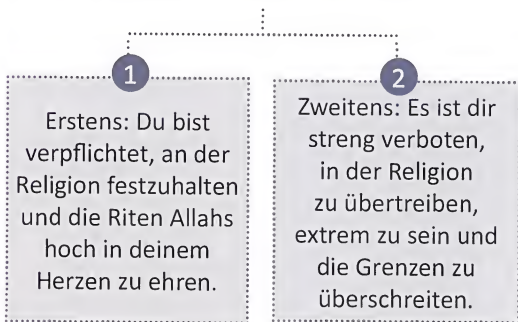 1
Erstens: Du bist
verpflichtet, an der
Religion festzuhalten
und die Riten Allahs
hoch in deinem
Herzen zu ehren.
2
Zweitens: Es ist dir
streng verboten,
in der Religion
zu übertreiben,
extrem zu sein und
die Grenzen zu
überschreiten.